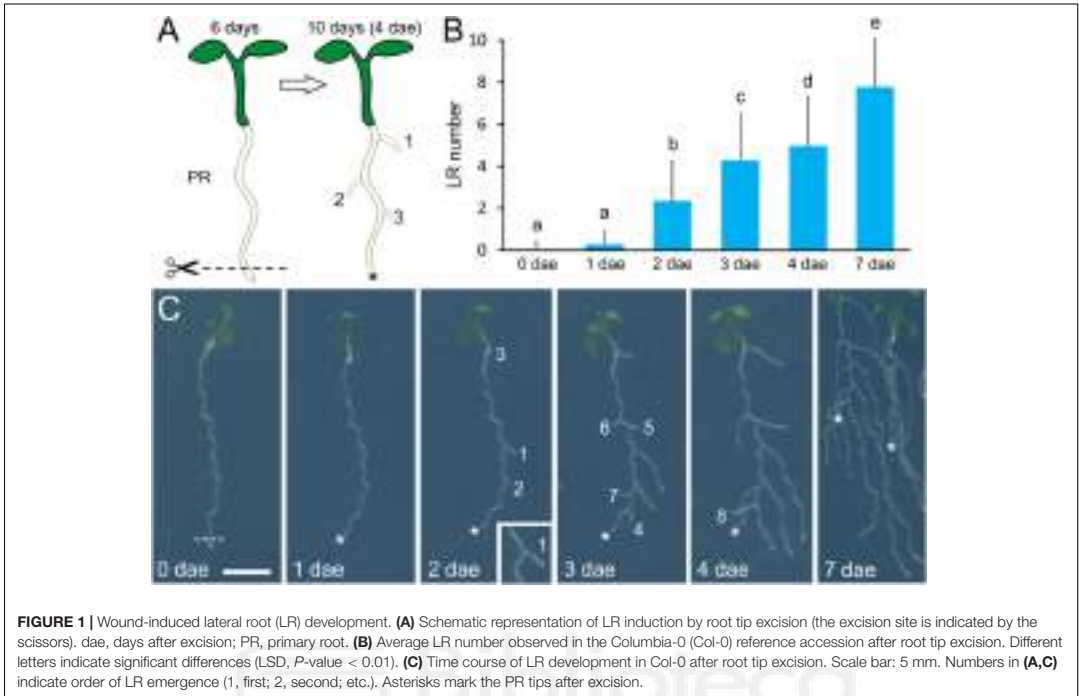 A
6 days
10 days (4 dae)
PR
1
2
3
B
LR number
10
8
6
4
2
0
a
a
b
c
d
e
0 dae
1 dae
2 dae
3 dae
4 dae
7 dae
C
0 dae
1 dae
3
1
2
1
2 dae
6
5
7
4
3 dae
8
4 dae
7 dae
FIGURE 1 | Wound-induced lateral root (LR) development. (A) Schematic representation of LR induction by root tip excision (the excision site is indicated by the
scissors). dae, days after excision; PR, primary root. (B) Average LR number observed in the Columbia-0 (Col-0) reference accession after root tip excision. Different
letters indicate significant differences (LSD, P-value < 0.01). (C) Time course of LR development in Col-0 after root tip excision. Scale bar: 5 mm. Numbers in (A,C)
indicate order of LR emergence (1, first; 2, second; etc.). Asterisks mark the PR tips after excision.